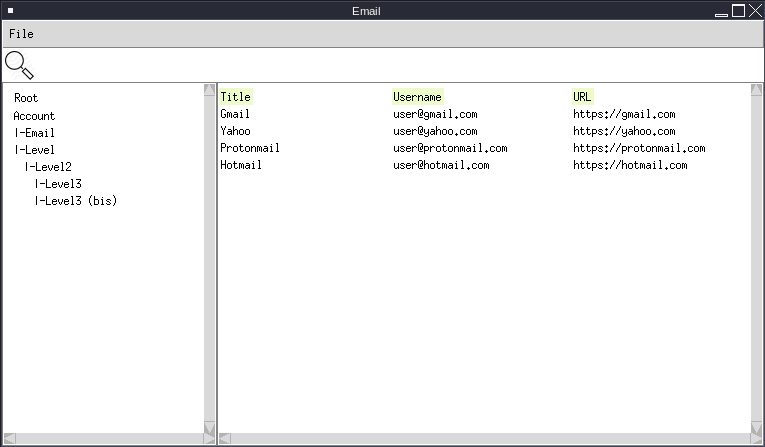 Email
File
Root
Account
|-Email
|-Level
|-Level2
|-Level3
|-Level3 (bis)
Title Username URL
Gmail user@gmail.com https://gmail.com
Yahoo user@yahoo.com https://yahoo.com
Protonmail user@protonmail.com https://protonmail.com
Hotmail user@hotmail.com https://hotmail.com